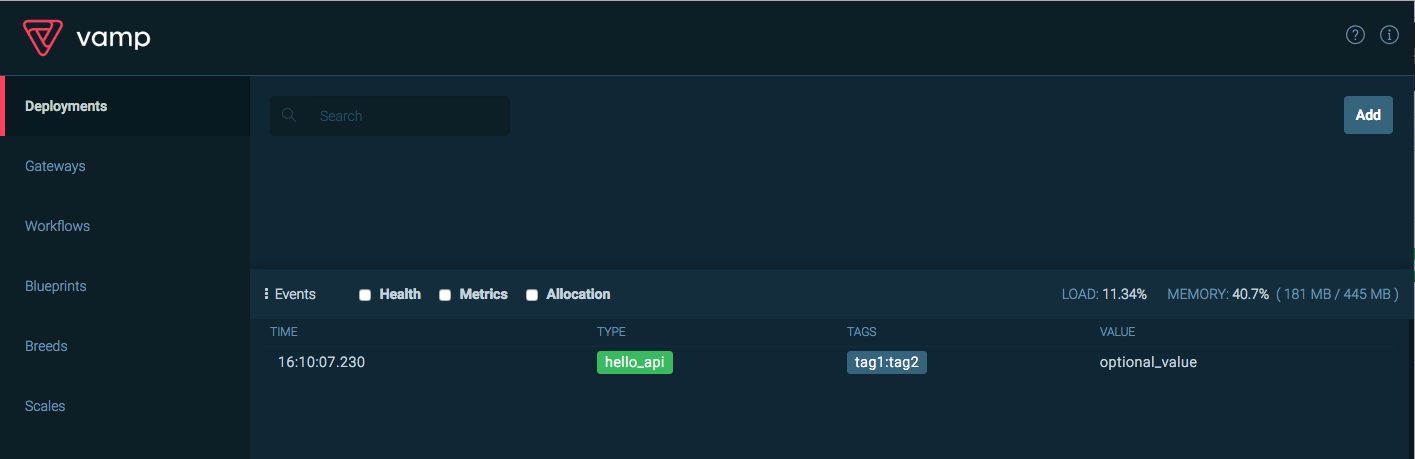 vamp
Deployments
Search
Add
Gateways
Workflows
Blueprints
Breeds
Scales
Events Health Metrics Allocation LOAD: 11.34% MEMORY: 40.7% ( 181 MB / 445 MB )
TIME TYPE TAGS VALUE
16:10:07.230 hello_api tag1:tag2 optional_value